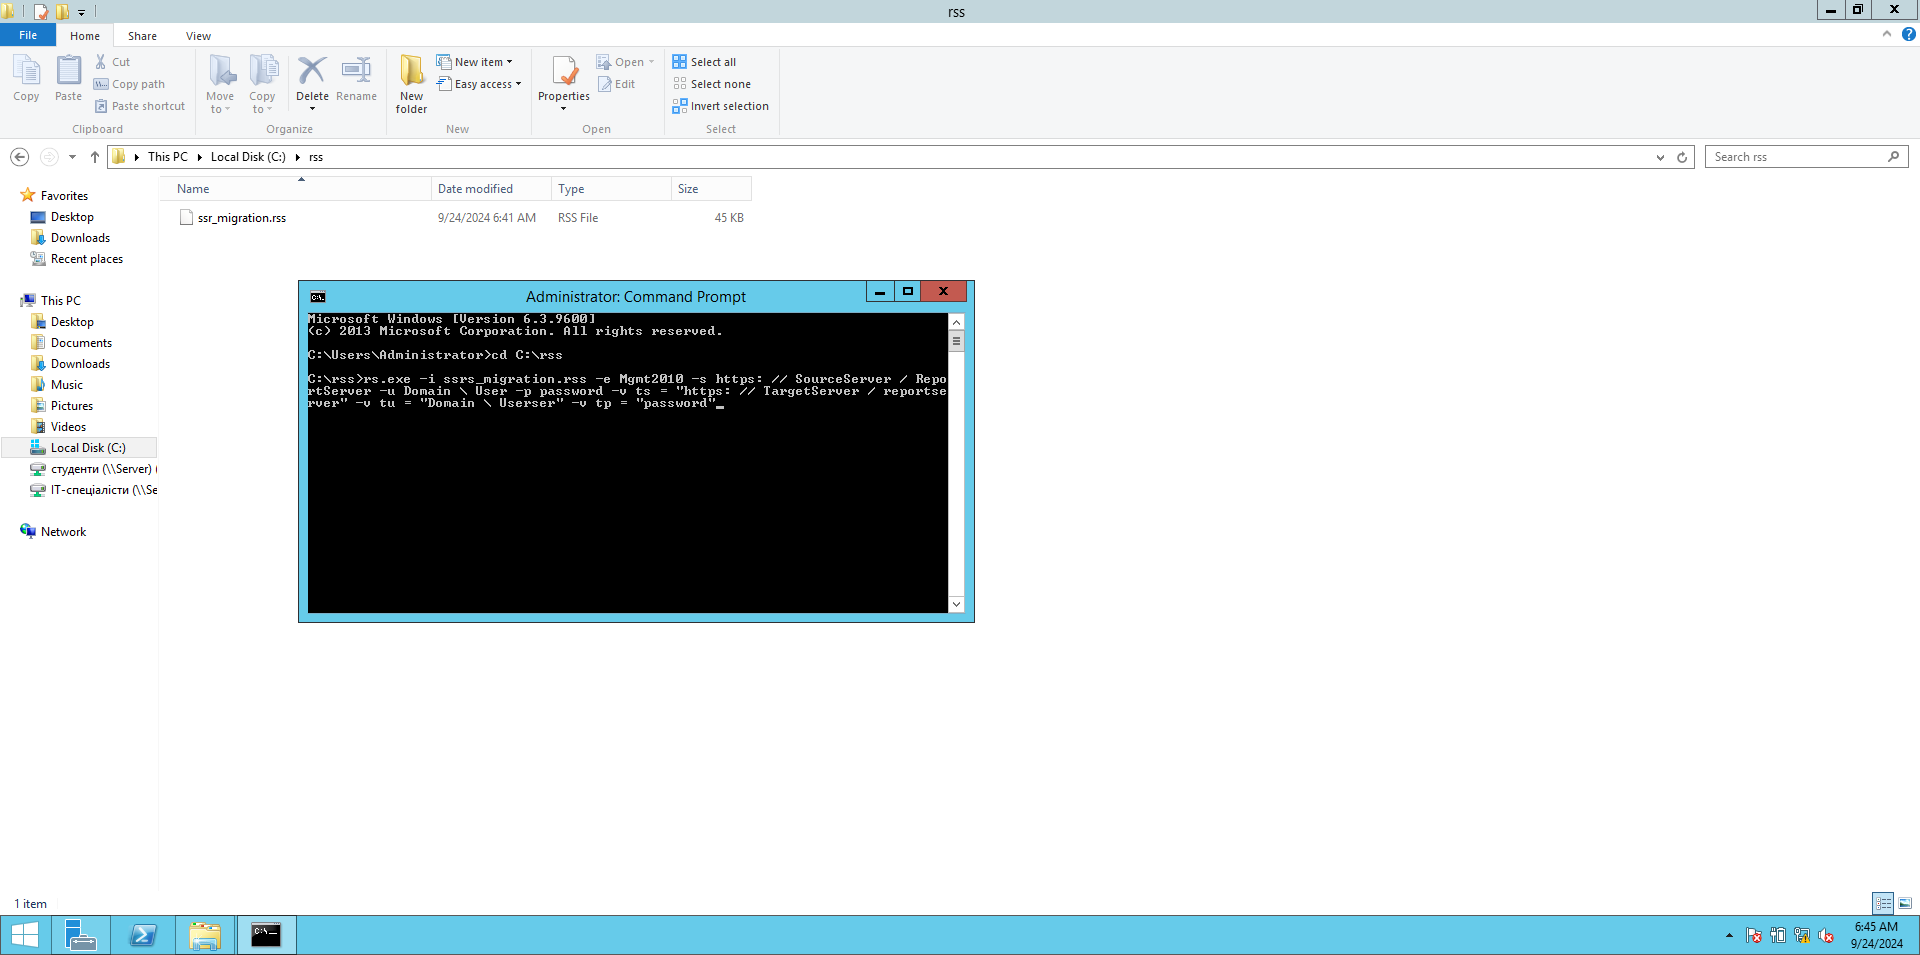 rss
File Home Share View
Copy
Paste
Cut
Copy path
Paste shortcut
Clipboard
Move to
Copy to
Delete
Rename
Organize
New folder
New item
Easy access
New
Properties
Open
Edit
Open
Select all
Select none
Invert selection
Select
This PC Local Disk (C:) rss
Search rss
Name Date modified Type Size
ssr_migration.rss 9/24/2024 6:41 AM RSS File 45 KB
Favorites
Desktop
Downloads
Recent places
This PC
Desktop
Documents
Downloads
Music
Pictures
Videos
Local Disk (C:)
студенти (\\Server) (
ІТ-спеціалісти (\\Se
Network
Administrator: Command Prompt
Microsoft Windows [Version 6.3.9600]
(c) 2013 Microsoft Corporation. All rights reserved.
C:\Users\Administrator>cd C:\rss
C:\rss>rs.exe -i ssrs_migration.rss -e Mgmt2010 -s https: // SourceServer / Repo
rtServer -u Domain \ User -p password -v ts = "https: // TargetServer / reportse
rver" -v tu = "Domain \ Userser" -v tp = "password"_
1 item
6:45 AM
9/24/2024